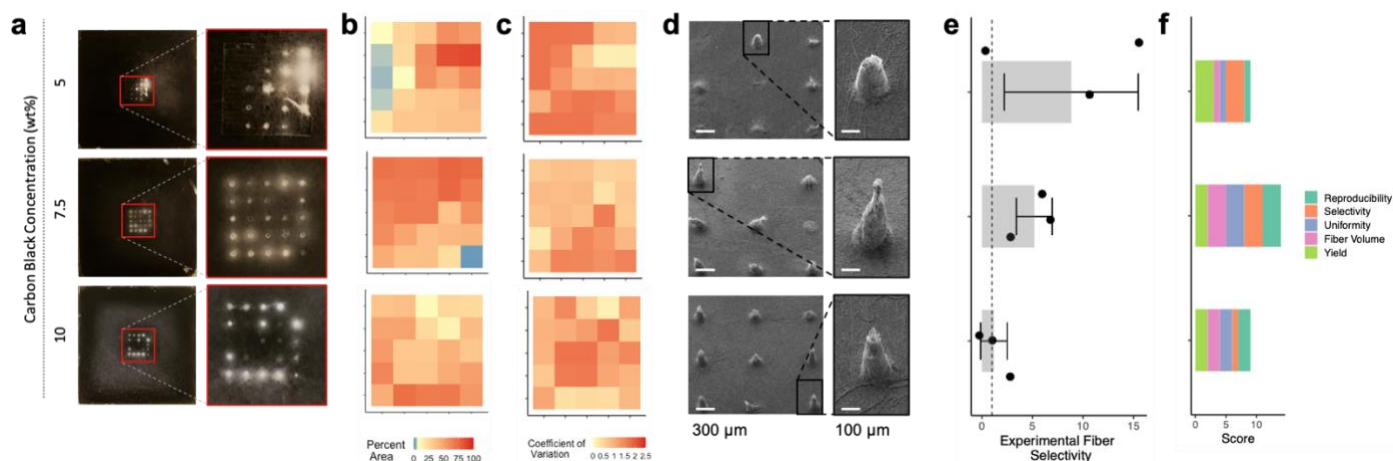 a
b
c
d
e
f
Carbon Black Concentration (wt%)
5
7.5
10
Percent
Area
0 25 50 75 100
Coefficient of
Variation
0 0.5 1 1.5 2 2.5
300 µm
100 µm
0
5
10
15
Experimental Fiber
Selectivity
0
5
10
Score
Reproducibility
Selectivity
Uniformity
Fiber Volume
Yield